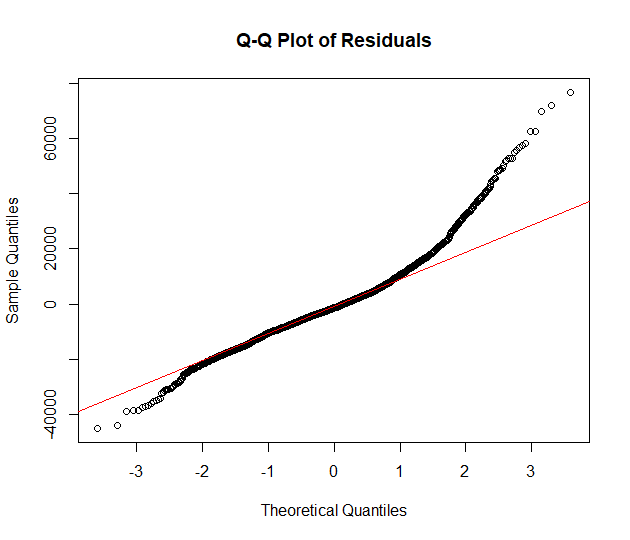 Q-Q Plot of Residuals
Sample Quantiles
60000
20000
0
-40000
-3 -2 -1 0 1 2 3
Theoretical Quantiles